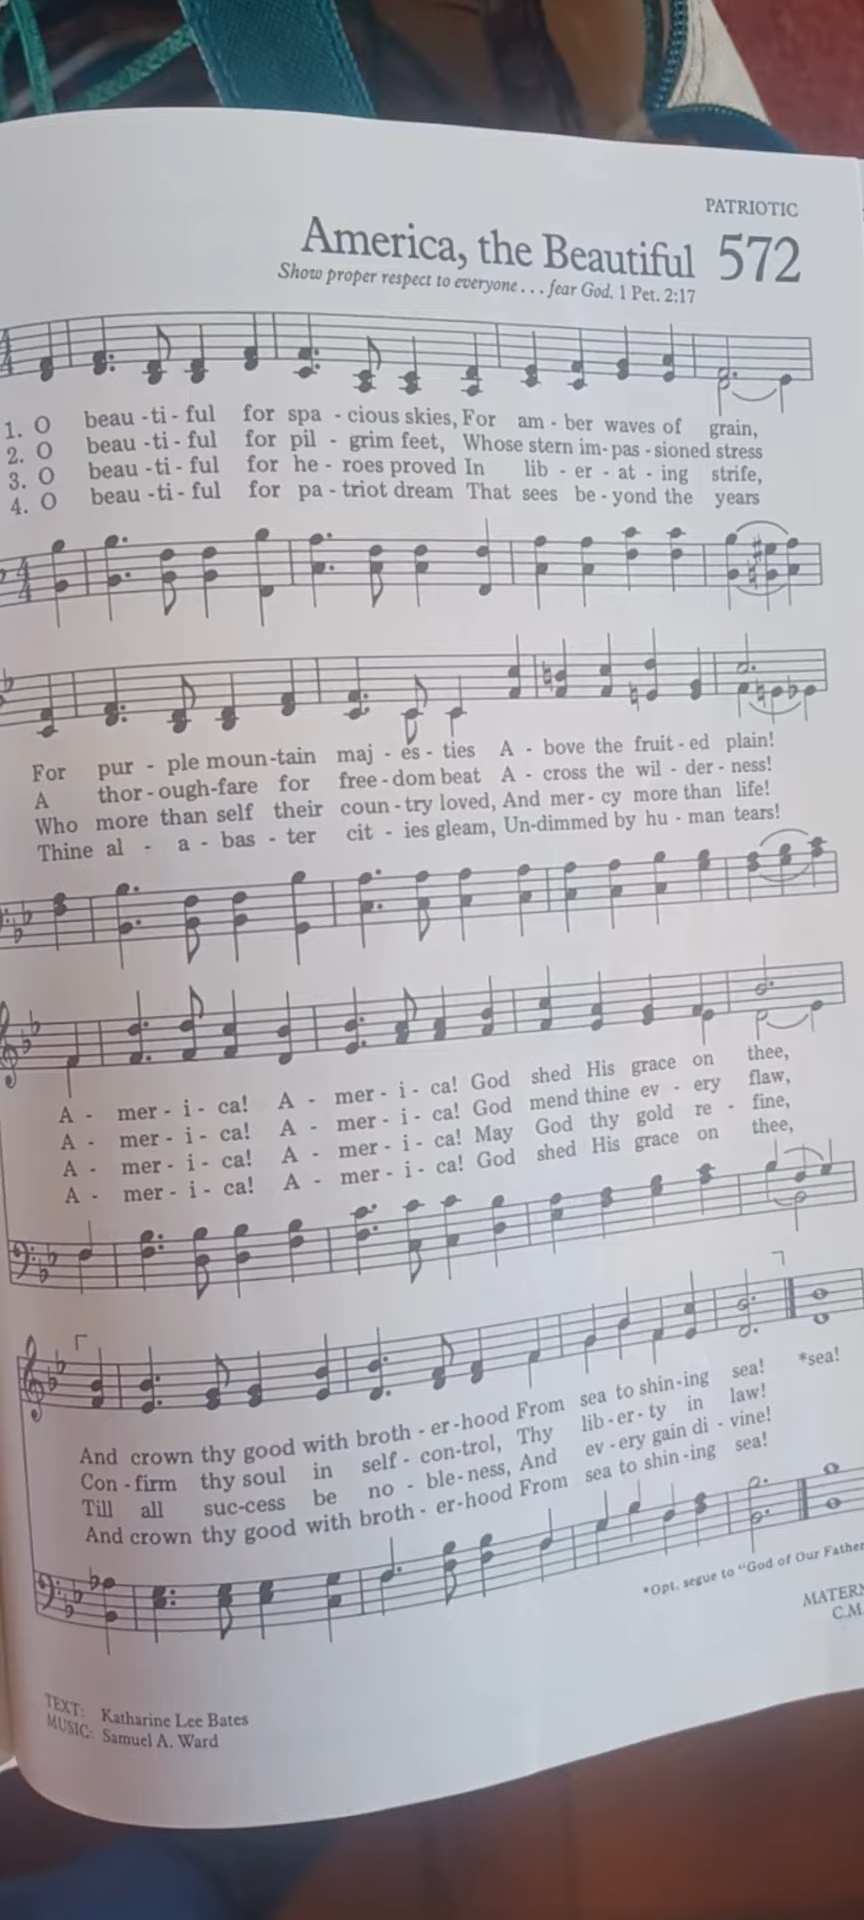 PATRIOTIC
America, the Beautiful 572
Show proper respect to everyone . . . fear God. 1 Pet. 2:17
1. O beau -ti - ful for spa - cious skies, For am - ber waves of grain,
2. O beau -ti - ful for pil - grim feet, Whose stern im- pas - sioned stress
3. O beau -ti - ful for he - roes proved In lib - er - at - ing strife,
4. O beau -ti - ful for pa - triot dream That sees be - yond the years
For pur - ple moun-tain maj - es - ties A - bove the fruit - ed plain!
A thor - ough-fare for free - dom beat A - cross the wil - der - ness!
Who more than self their coun - try loved, And mer - cy more than life!
Thine al - a - bas - ter cit - ies gleam, Un-dimmed by hu - man tears!
A - mer - i - ca! A - mer - i - ca! God shed His grace on thee,
A - mer - i - ca! A - mer - i - ca! God mend thine ev - ery flaw,
A - mer - i - ca! A - mer - i - ca! May God thy gold re - fine,
A - mer - i - ca! A - mer - i - ca! God shed His grace on thee,
And crown thy good with broth - er-hood From sea to shin-ing sea! *sea!
Con - firm thy soul in self - con-trol, Thy lib - er - ty in law!
Till all suc-cess be no - ble-ness, And ev - ery gain di - vine!
And crown thy good with broth - er-hood From sea to shin -ing sea!
*Opt. segue to "God of Our Father
MATERN
C.M.
TEXT: Katharine Lee Bates
MUSIC: Samuel A. Ward